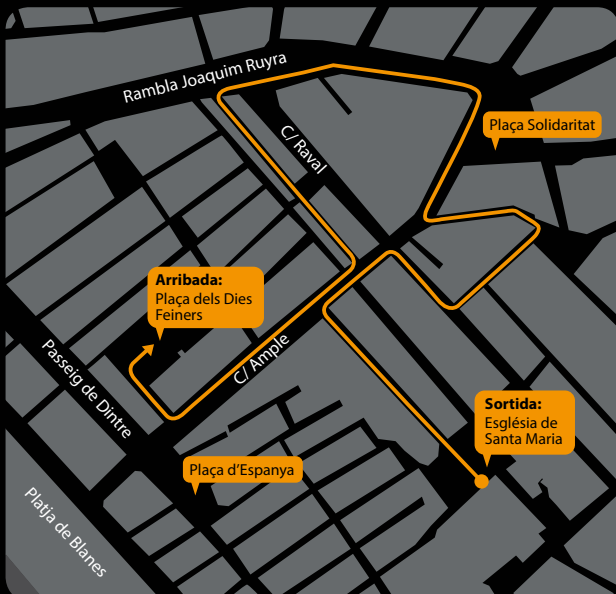 Rambla Joaquim Ruyra
Plaça Solidaritat
C/ Raval
Arribada:
Plaça dels Dies
Feiners
C/ Ample
Passeig de Dintre
Sortida:
Església de
Santa Maria
Plaça d’Espanya
Platja de Blanes